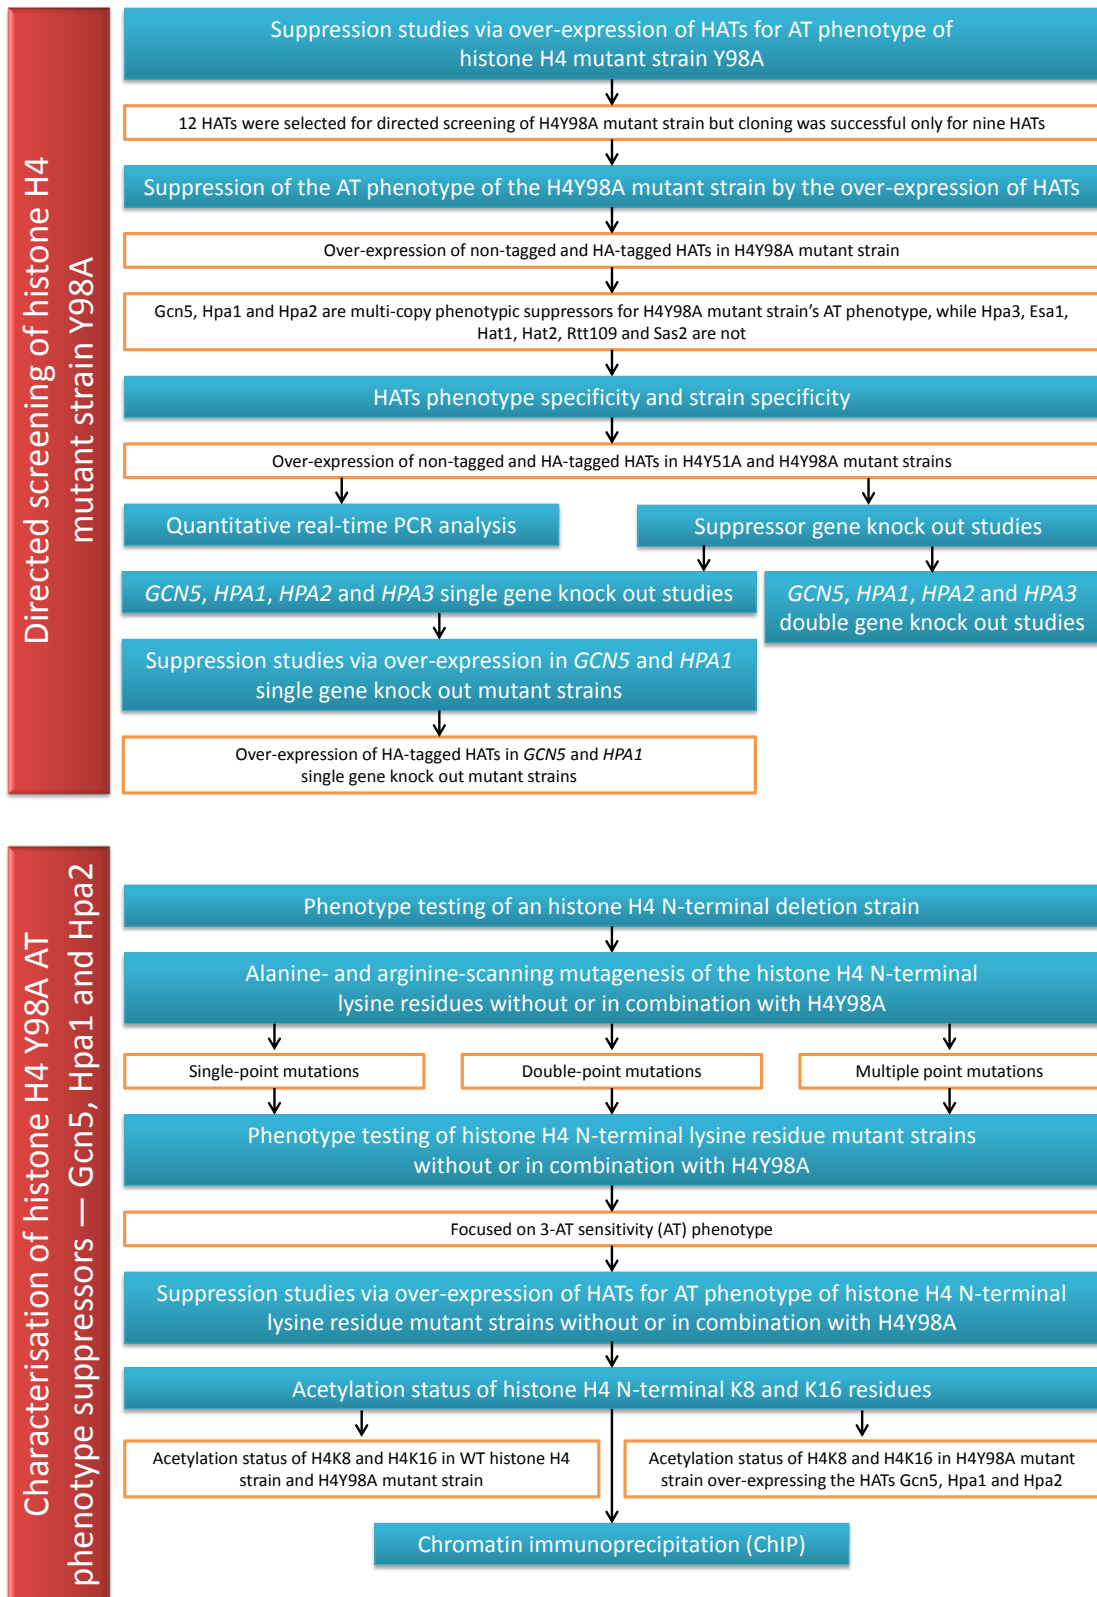 Directed screening of histone H4
mutant strain Y98A
Suppression studies via over-expression of HATs for AT phenotype of
histone H4 mutant strain Y98A
12 HATs were selected for directed screening of H4Y98A mutant strain but cloning was successful only for nine HATs
Suppression of the AT phenotype of the H4Y98A mutant strain by the over-expression of HATs
Over-expression of non-tagged and HA-tagged HATs in H4Y98A mutant strain
Gcn5, Hpa1 and Hpa2 are multi-copy phenotypic suppressors for H4Y98A mutant strain’s AT phenotype, while Hpa3, Esa1,
Hat1, Hat2, Rtt109 and Sas2 are not
HATs phenotype specificity and strain specificity
Over-expression of non-tagged and HA-tagged HATs in H4Y51A and H4Y98A mutant strains
Quantitative real-time PCR analysis
Suppressor gene knock out studies
GCN5, HPA1, HPA2 and HPA3 single gene knock out studies
GCN5, HPA1, HPA2 and HPA3
double gene knock out studies
Suppression studies via over-expression in GCN5 and HPA1
single gene knock out mutant strains
Over-expression of HA-tagged HATs in GCN5 and HPA1
single gene knock out mutant strains
Characterisation of histone H4 Y98A AT
phenotype suppressors — Gcn5, Hpa1 and Hpa2
Phenotype testing of an histone H4 N-terminal deletion strain
Alanine- and arginine-scanning mutagenesis of the histone H4 N-terminal
lysine residues without or in combination with H4Y98A
Single-point mutations
Double-point mutations
Multiple point mutations
Phenotype testing of histone H4 N-terminal lysine residue mutant strains
without or in combination with H4Y98A
Focused on 3-AT sensitivity (AT) phenotype
Suppression studies via over-expression of HATs for AT phenotype of histone H4 N-terminal
lysine residue mutant strains without or in combination with H4Y98A
Acetylation status of histone H4 N-terminal K8 and K16 residues
Acetylation status of H4K8 and H4K16 in WT histone H4
strain and H4Y98A mutant strain
Acetylation status of H4K8 and H4K16 in H4Y98A mutant
strain over-expressing the HATs Gcn5, Hpa1 and Hpa2
Chromatin immunoprecipitation (ChIP)